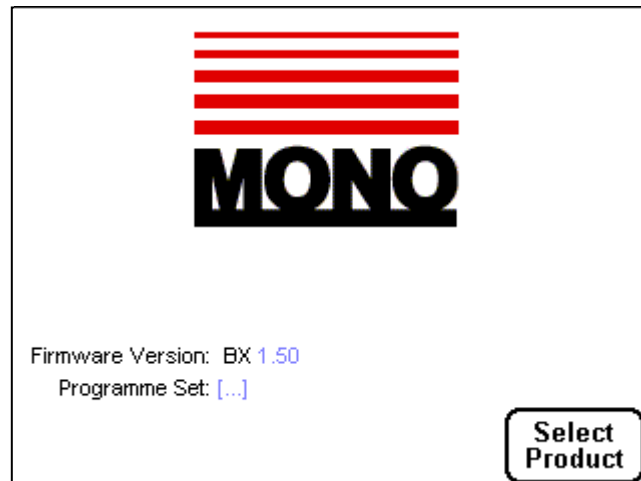 MONO
Firmware Version: BX 1.50
Programme Set: [...]
Select
Product